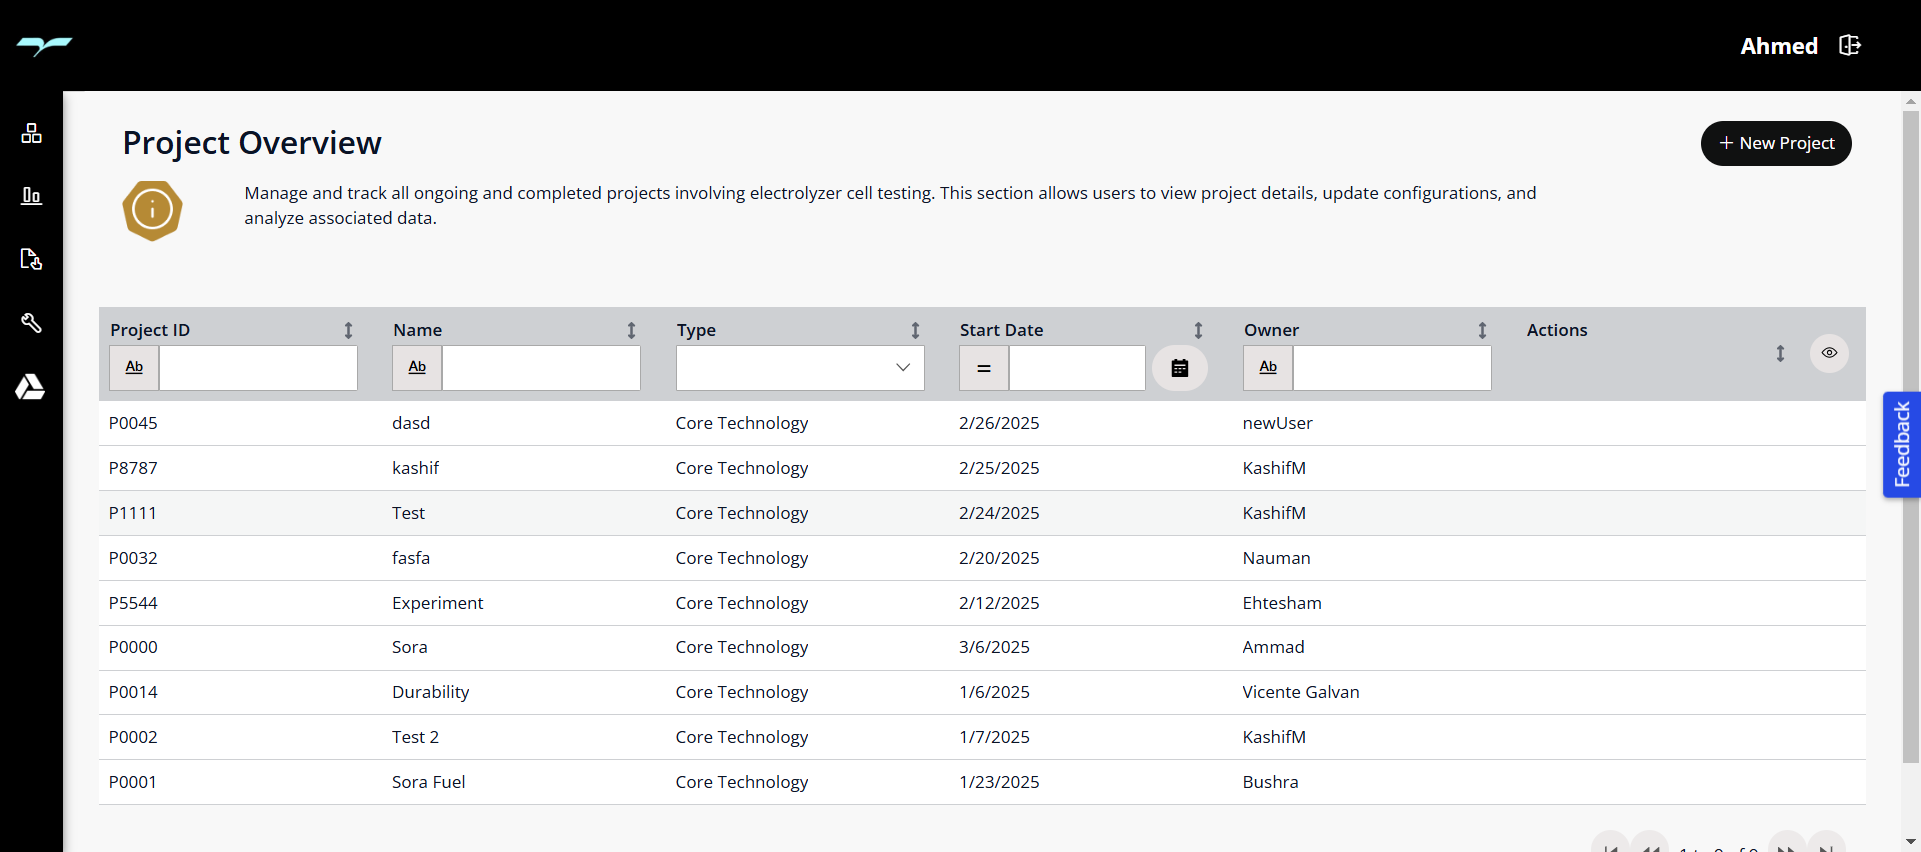 Ahmed
Project Overview
+ New Project
Manage and track all ongoing and completed projects involving electrolyzer cell testing. This section allows users to view project details, update configurations, and
analyze associated data.
Project ID Name Type Start Date Owner Actions
Ab Ab = Ab
P0045 dasd Core Technology 2/26/2025 newUser
P8787 kashif Core Technology 2/25/2025 KashifM
P1111 Test Core Technology 2/24/2025 KashifM
P0032 fasfa Core Technology 2/20/2025 Nauman
P5544 Experiment Core Technology 2/12/2025 Ehtesham
P0000 Sora Core Technology 3/6/2025 Ammad
P0014 Durability Core Technology 1/6/2025 Vicente Galvan
P0002 Test 2 Core Technology 1/7/2025 KashifM
P0001 Sora Fuel Core Technology 1/23/2025 Bushra
Feedback